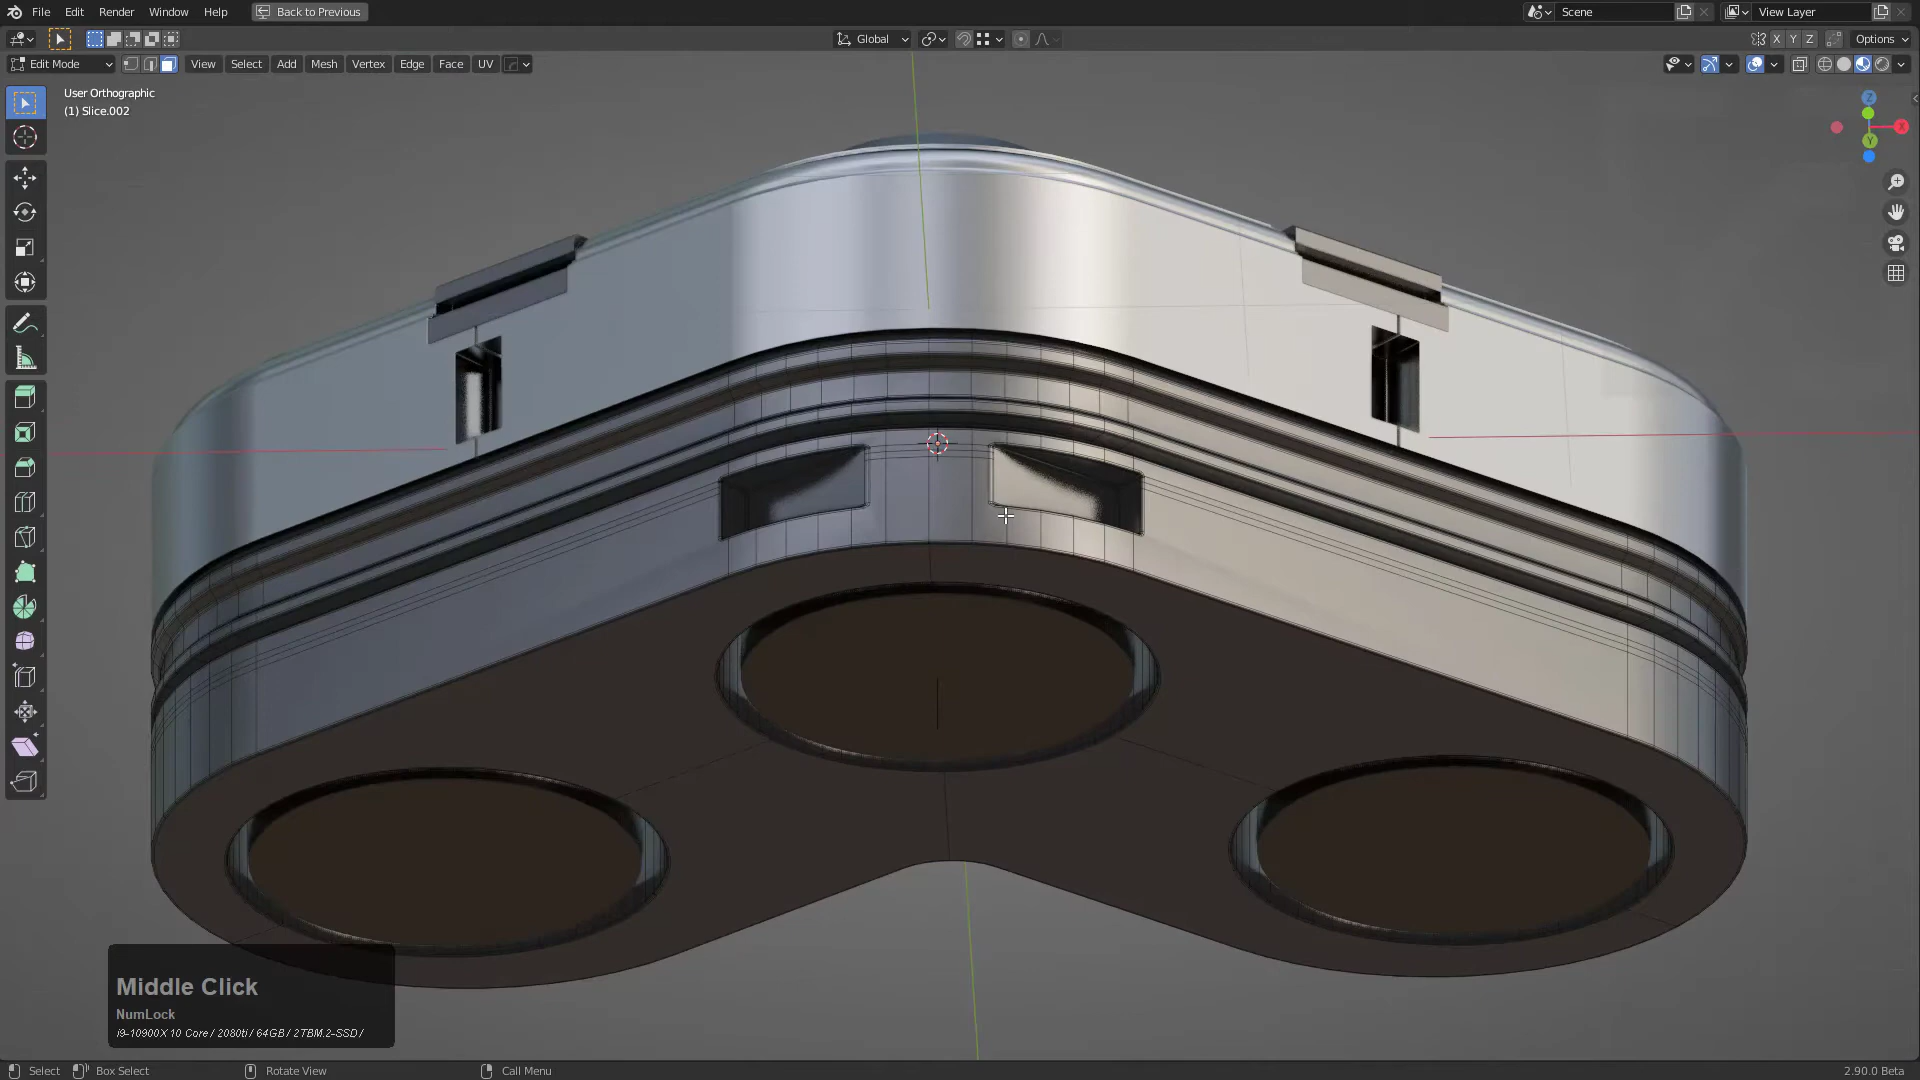 File Edit Render Window Help Back to Previous Scene View Layer
Global X Y Z Options
Edit Mode View Select Add Mesh Vertex Edge Face UV
User Orthographic
(1) Slice.002
Z
X
Y
Middle Click
NumLock
i9-10900X 10 Core / 2080ti / 64GB / 2TBM.2-SSD /
Select Box Select Rotate View Call Menu 2.90.0 Beta